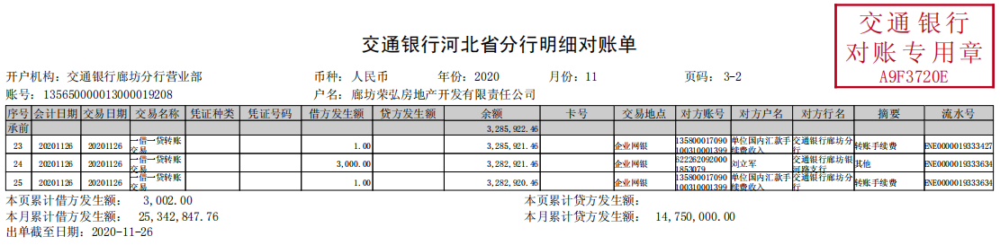 交通银行
对账专用章
A9F3720E
交通银行河北省分行明细对账单
开户机构：交通银行廊坊分行营业部 币种：人民币 年份：2020 月份：11 页码：3-2
账号：135650000013000019208 户名：廊坊荣弘房地产开发有限责任公司
序号 会计日期 交易日期 交易名称 凭证种类 凭证号码 借方发生额 贷方发生额 余额 卡号 交易地点 对方账号 对方户名 对方行名 摘要 流水号
承前 3,285,922.46
23 20201126 20201126 一借一贷转账交易 1.00 3,285,921.46 企业网银 135800017090100310001399 单位国内汇款手续费收入 交通银行廊坊分行 转账手续费 ENE0000019333427
24 20201126 20201126 一借一贷转账交易 3,000.00 3,282,921.46 企业网银 6222620920001853079 刘立军 交通银行廊坊银河路支行 其他 ENE0000019333634
25 20201126 20201126 一借一贷转账交易 1.00 3,282,920.46 企业网银 135800017090100310001399 单位国内汇款手续费收入 交通银行廊坊分行 转账手续费 ENE0000019333634
本页累计借方发生额： 3,002.00 本页累计贷方发生额：
本月累计借方发生额： 25,342,847.76 本月累计贷方发生额： 14,750,000.00
出单截至日期：2020-11-26